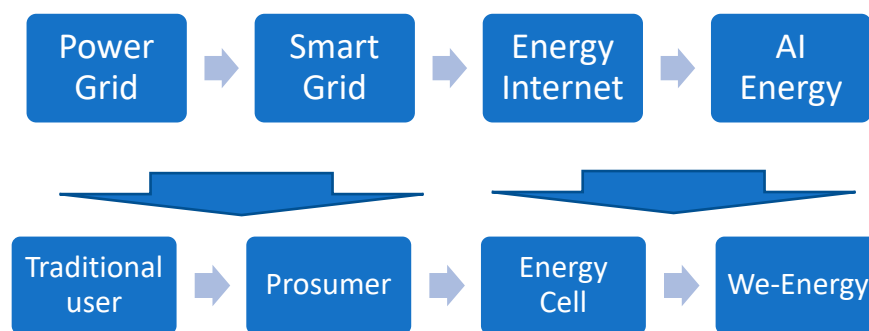 Power
Grid
Smart
Grid
Energy
Internet
AI
Energy
Traditional
user
Prosumer
Energy
Cell
We-Energy